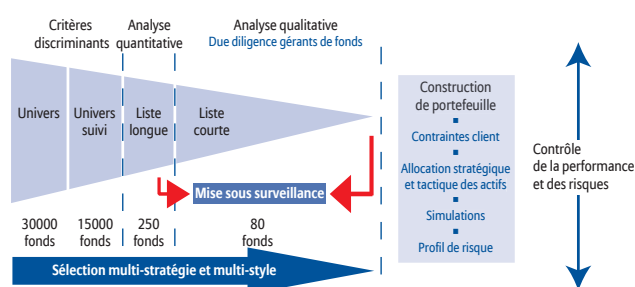 Critères
discriminants
Analyse
quantitative
Analyse qualitative
Due diligence gérants de fonds
Univers
Univers
suivi
Liste
longue
Liste
courte
Mise sous surveillance
30000
fonds
15000
fonds
250
fonds
80
fonds
Sélection multi-stratégie et multi-style
Construction
de portefeuille
Contraintes client
Allocation stratégique
et tactique des actifs
Simulations
Profil de risque
Contrôle
de la performance
et des risques